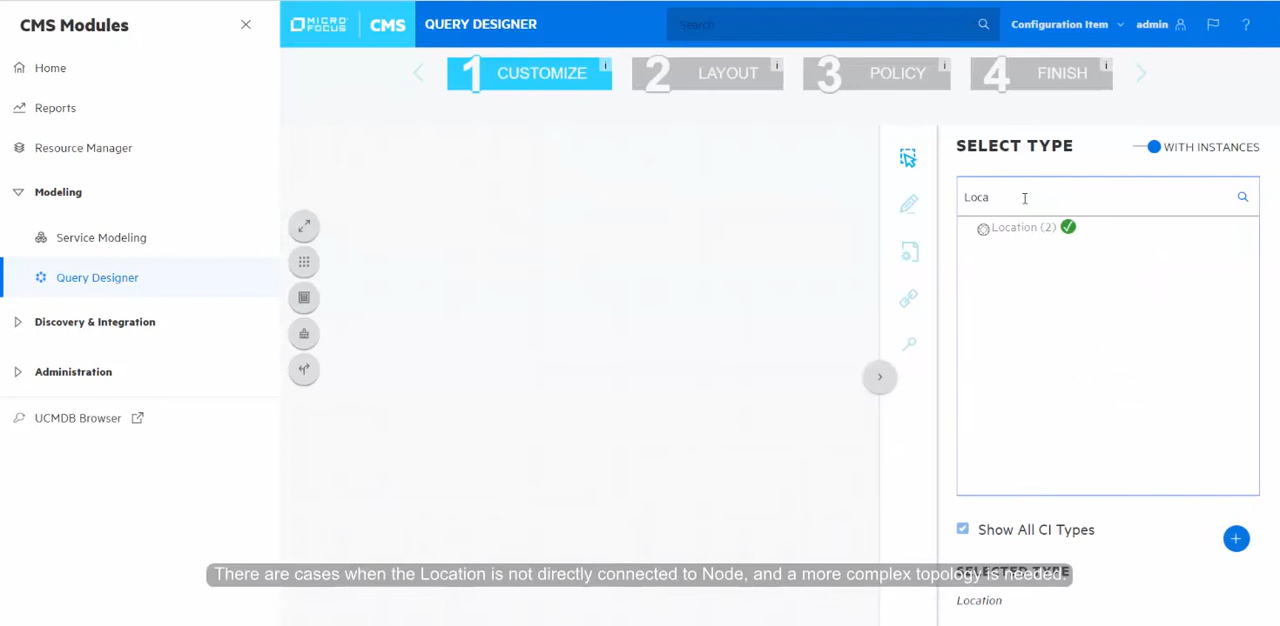 CMS Modules
Home
Reports
Resource Manager
Modeling
Service Modeling
Query Designer
Discovery & Integration
Administration
UCMDB Browser
MICRO FOCUS
CMS
QUERY DESIGNER
Search
Configuration Item
admin
?
1 CUSTOMIZE i
2 LAYOUT i
3 POLICY i
4 FINISH i
SELECT TYPE
WITH INSTANCES
Loca
Location (2)
Show All CI Types
There are cases when the Location is not directly connected to Node, and a more complex topology is needed.
SELECTED TYPE
Location